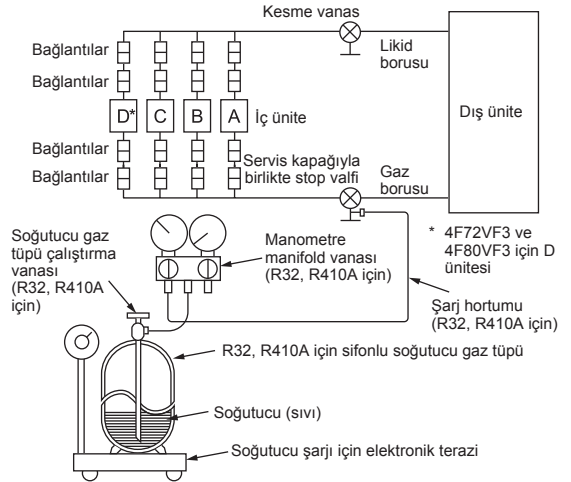 Kesme vanas
Bağlantılar
Likid
borusu
Bağlantılar
D*
C
B
A
İç ünite
Dış ünite
Bağlantılar
Servis kapağıyla
birlikte stop valfi
Gaz
borusu
Bağlantılar
* 4F72VF3 ve
4F80VF3 için D
ünitesi
Soğutucu gaz
tüpü çalıştırma
vanası
(R32, R410A
için)
Manometre
manifold vanası
(R32, R410A için)
Şarj hortumu
(R32, R410A için)
R32, R410A için sifonlu soğutucu gaz tüpü
Soğutucu (sıvı)
Soğutucu şarjı için elektronik terazi